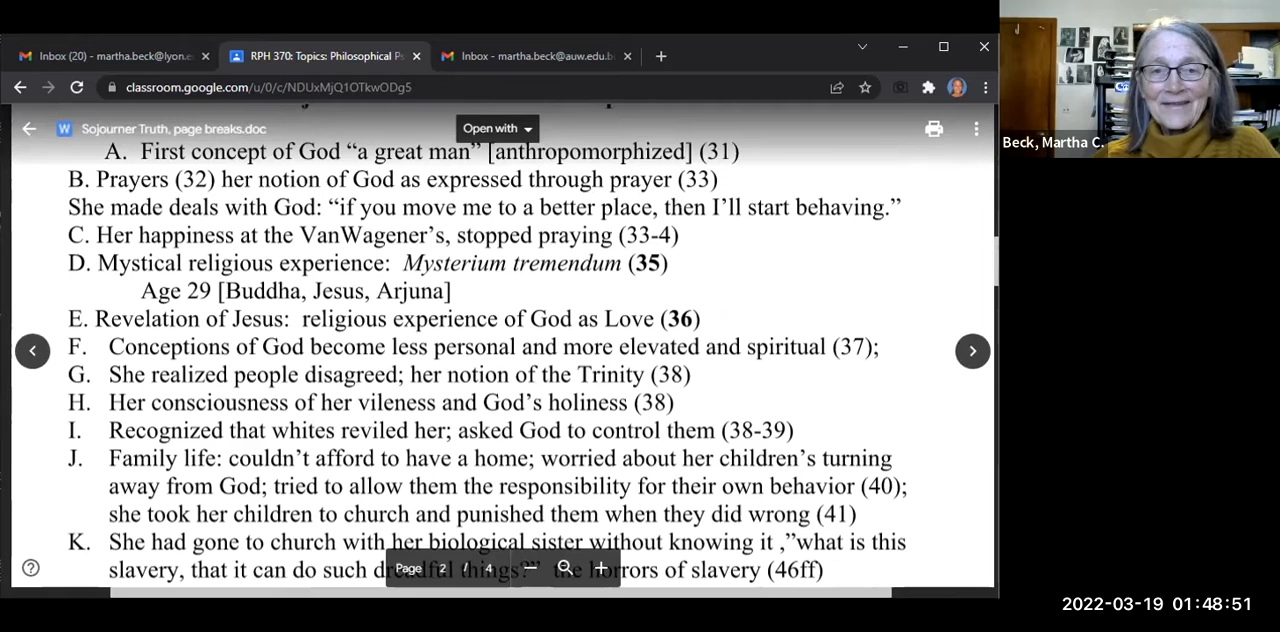 Inbox (20) - martha.beck@lyon.e
RPH 370: Topics: Philosophical P
Inbox - martha.beck@auw.edu.b
classroom.google.com/u/0/c/NDUxMjQ1OTkwODg5
Sojourner Truth, page breaks.doc
Open with
Beck, Martha C.
A. First concept of God “a great man” [anthropomorphized] (31)
B. Prayers (32) her notion of God as expressed through prayer (33)
She made deals with God: “if you move me to a better place, then I’ll start behaving.”
C. Her happiness at the VanWagener’s, stopped praying (33-4)
D. Mystical religious experience: Mysterium tremendum (35)
Age 29 [Buddha, Jesus, Arjuna]
E. Revelation of Jesus: religious experience of God as Love (36)
F. Conceptions of God become less personal and more elevated and spiritual (37);
G. She realized people disagreed; her notion of the Trinity (38)
H. Her consciousness of her vileness and God’s holiness (38)
I. Recognized that whites reviled her; asked God to control them (38-39)
J. Family life: couldn’t afford to have a home; worried about her children’s turning
away from God; tried to allow them the responsibility for their own behavior (40);
she took her children to church and punished them when they did wrong (41)
K. She had gone to church with her biological sister without knowing it ,”what is this
slavery, that it can do such dreadful things?” the horrors of slavery (46ff)
Page 2 / 4
2022-03-19 01:48:51